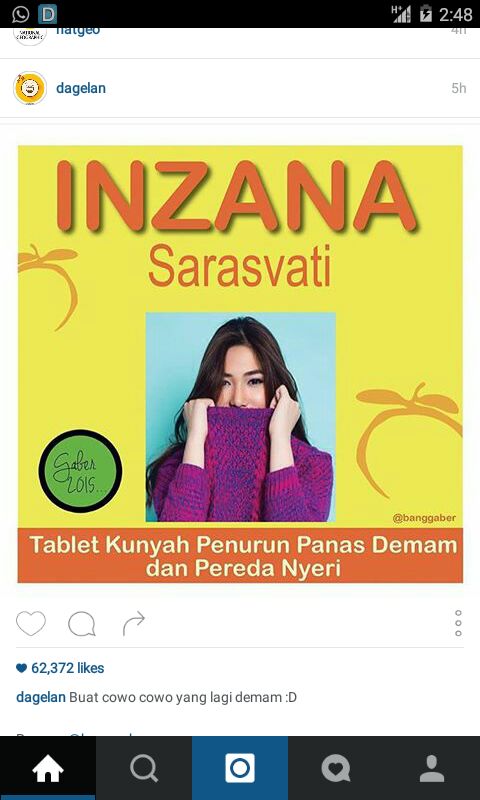 2:48
natgeo
4h
dagelan
5h
INZANA
Sarasvati
Gaber
2015...
@banggaber
Tablet Kunyah Penurun Panas Demam
dan Pereda Nyeri
62,372 likes
dagelan Buat cowo cowo yang lagi demam :D